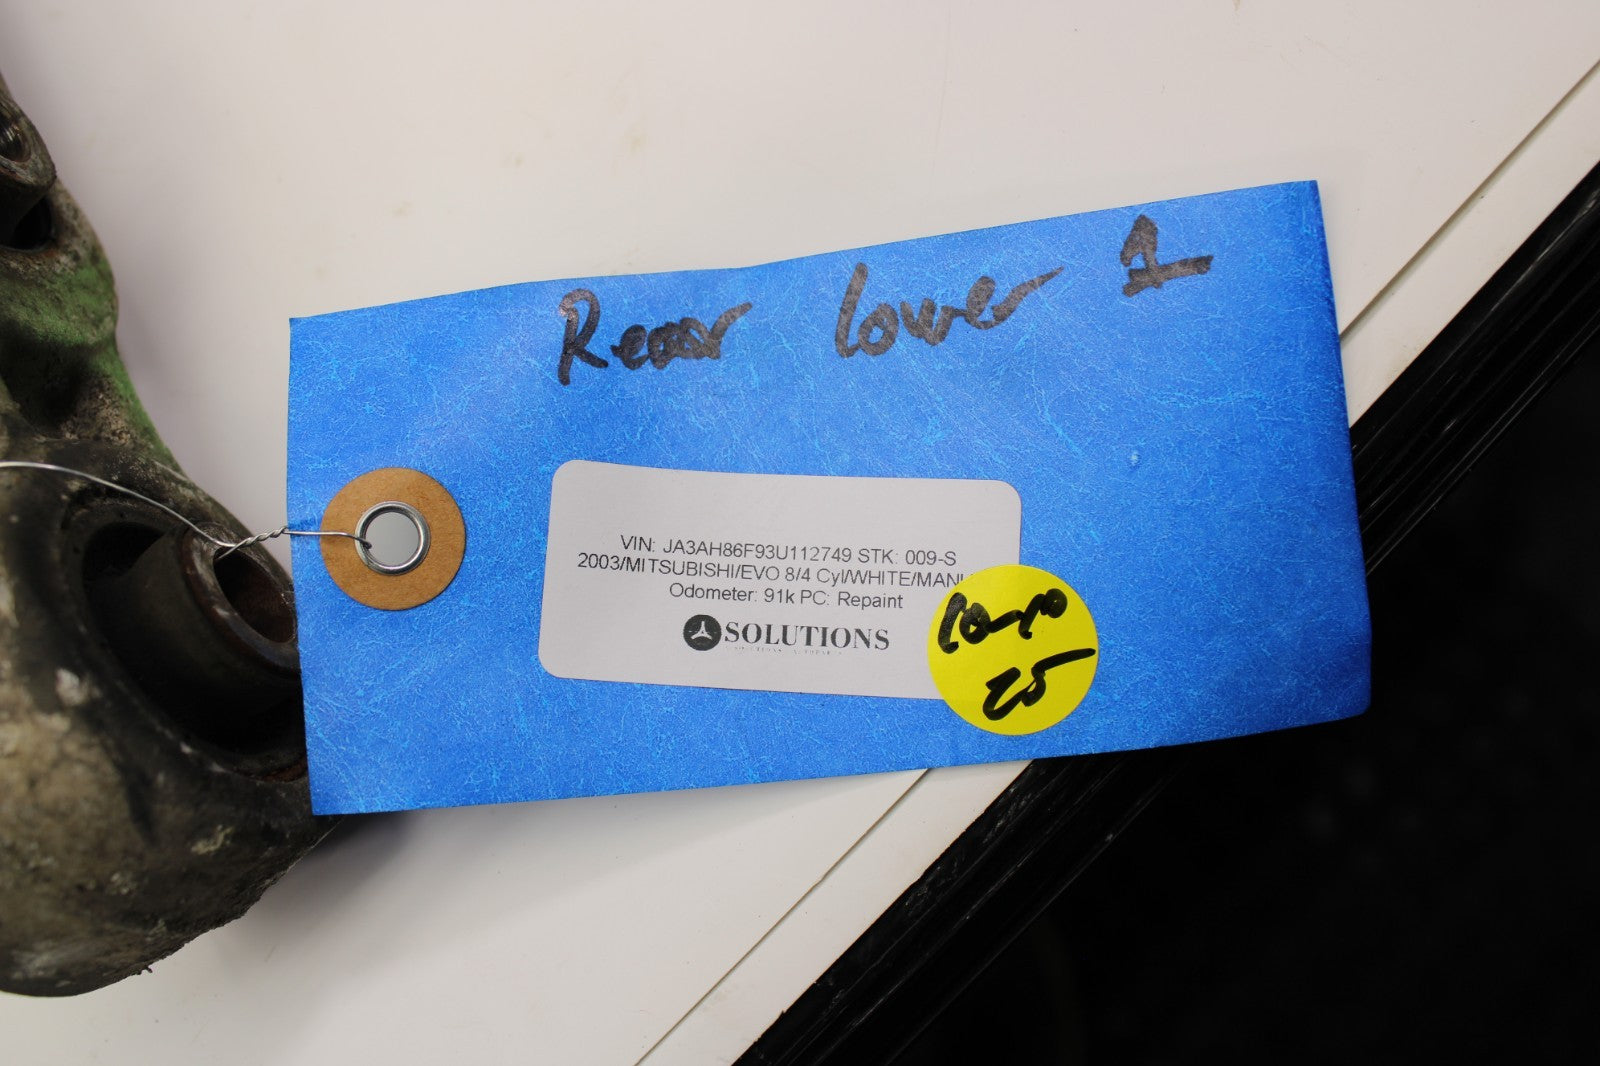 Rear lower 1
VIN: JA3AH86F93U112749 STK: 009-S
2003/MITSUBISHI/EVO 8/4 Cyl/WHITE/MANU
Odometer: 91k PC: Repaint
SOLUTIONS
25